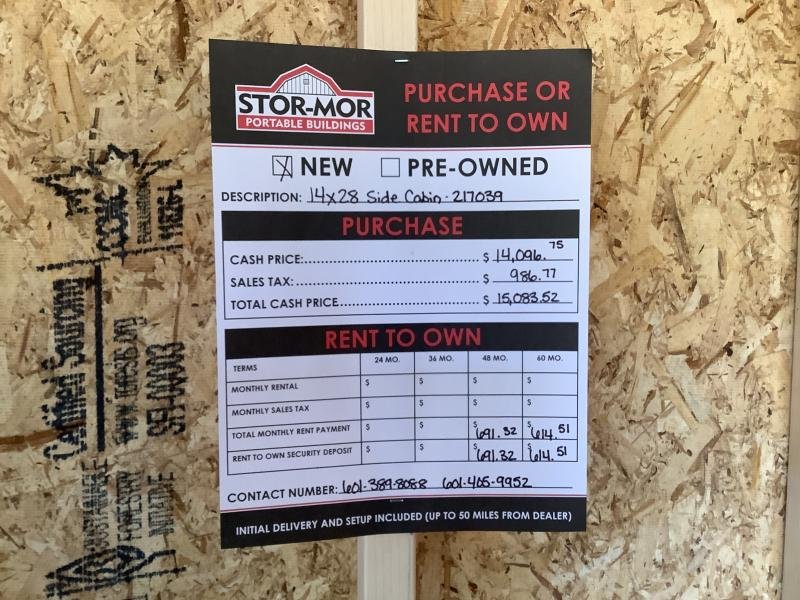 STOR-MOR
PORTABLE BUILDINGS
PURCHASE OR
RENT TO OWN
NEW PRE-OWNED
DESCRIPTION: 14x28 Side Cabin - 217039
PURCHASE
CASH PRICE: $ 14,096.75
SALES TAX: $ 986.77
TOTAL CASH PRICE $ 15,083.52
RENT TO OWN
TERMS 24 MO. 36 MO. 48 MO. 60 MO.
MONTHLY RENTAL $ $ $ $
MONTHLY SALES TAX $ $ $ $
TOTAL MONTHLY RENT PAYMENT $ $ $691.32 $614.51
RENT TO OWN SECURITY DEPOSIT $ $ $691.32 $614.51
CONTACT NUMBER: 601-389-8088 601-405-9952
INITIAL DELIVERY AND SETUP INCLUDED (UP TO 50 MILES FROM DEALER)
Certified Sourcing